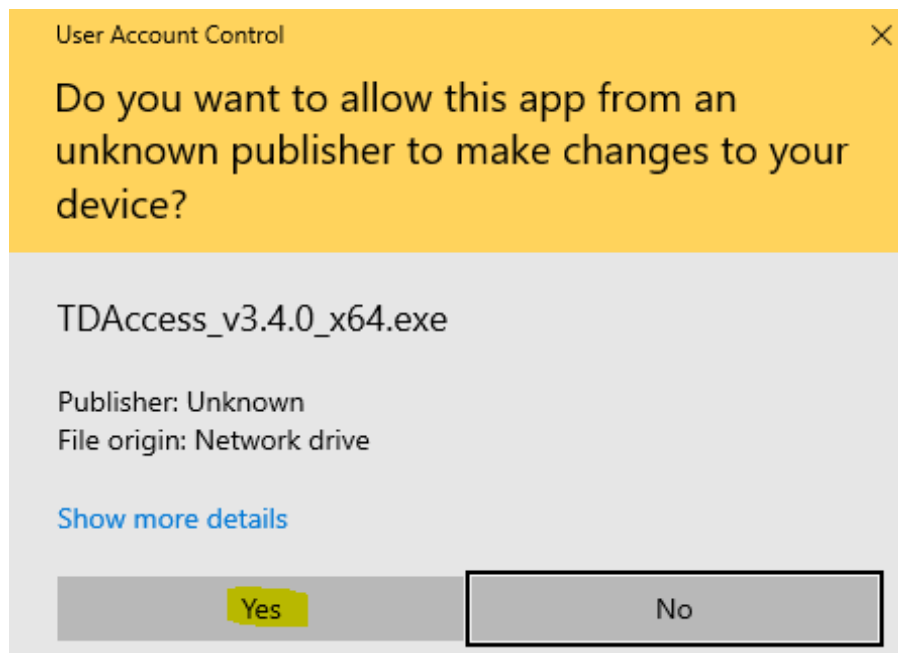 User Account Control
Do you want to allow this app from an
unknown publisher to make changes to your
device?
TDAccess_v3.4.0_x64.exe
Publisher: Unknown
File origin: Network drive
Show more details
Yes
No